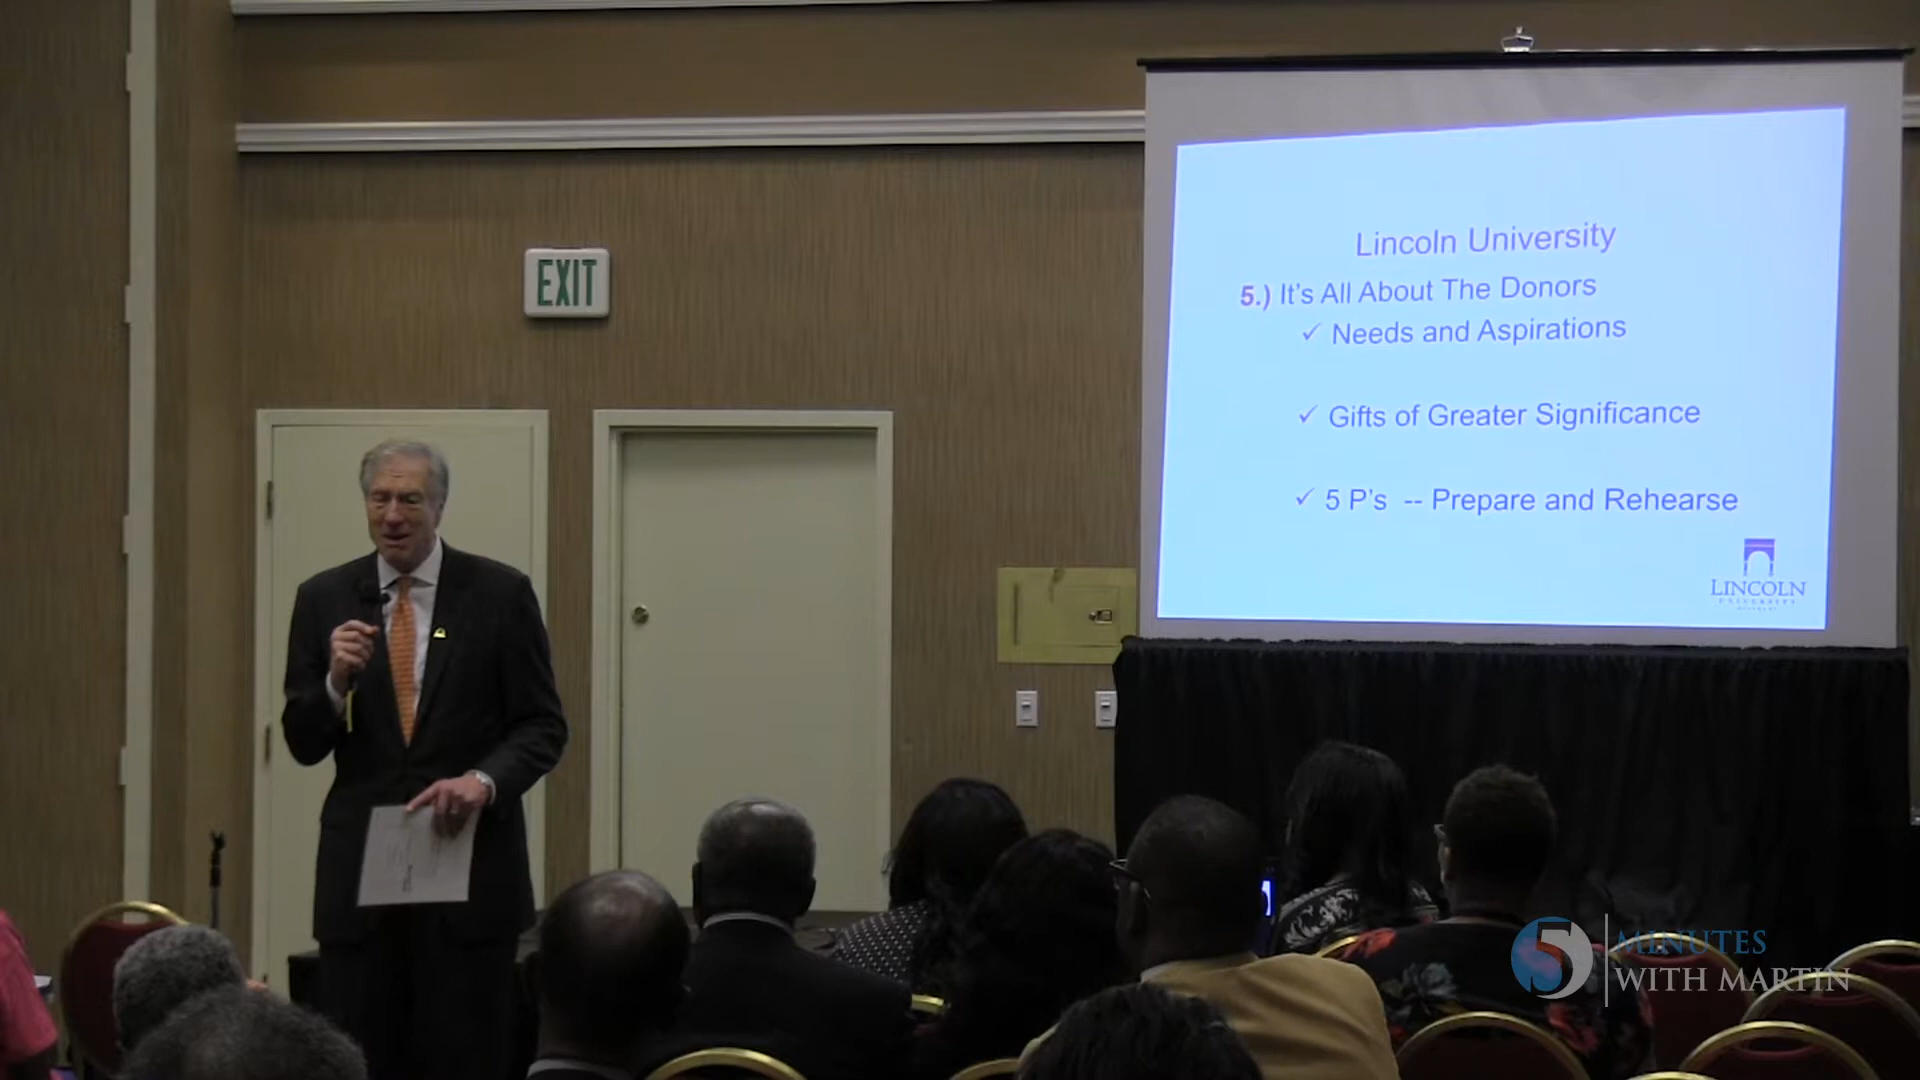 EXIT
Lincoln University
5.) It's All About The Donors
✓ Needs and Aspirations
✓ Gifts of Greater Significance
✓ 5 P's -- Prepare and Rehearse
LINCOLN
UNIVERSITY
5 MINUTES
WITH MARTIN